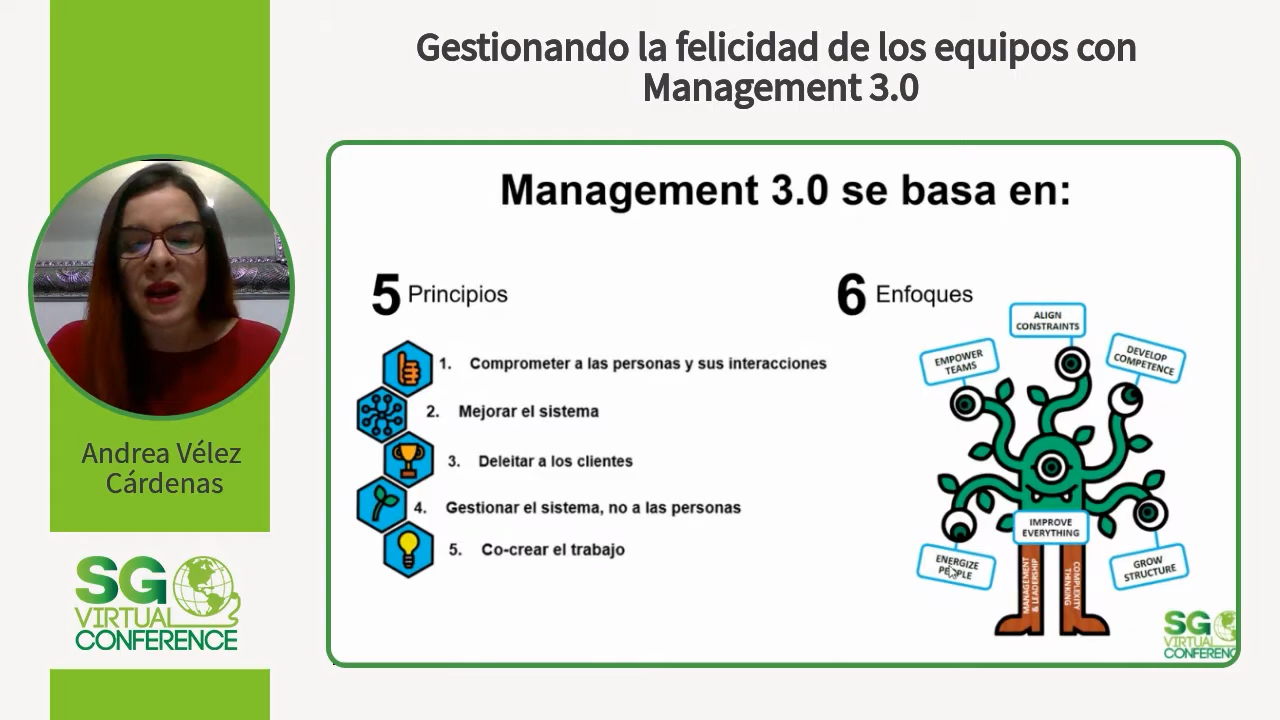 Gestionando la felicidad de los equipos con
Management 3.0
Andrea Vélez
Cárdenas
SG
VIRTUAL
CONFERENCE
Management 3.0 se basa en:
5 Principios
1. Comprometer a las personas y sus interacciones
2. Mejorar el sistema
3. Deleitar a los clientes
4. Gestionar el sistema, no a las personas
5. Co-crear el trabajo
6 Enfoques
ALIGN
CONSTRAINTS
EMPOWER
TEAMS
DEVELOP
COMPETENCE
IMPROVE
EVERYTHING
ENERGIZE
PEOPLE
GROW
STRUCTURE
MANAGEMENT
& LEADERSHIP
COMPLEXITY
THINKING
SG
VIRTUAL
CONFERENC